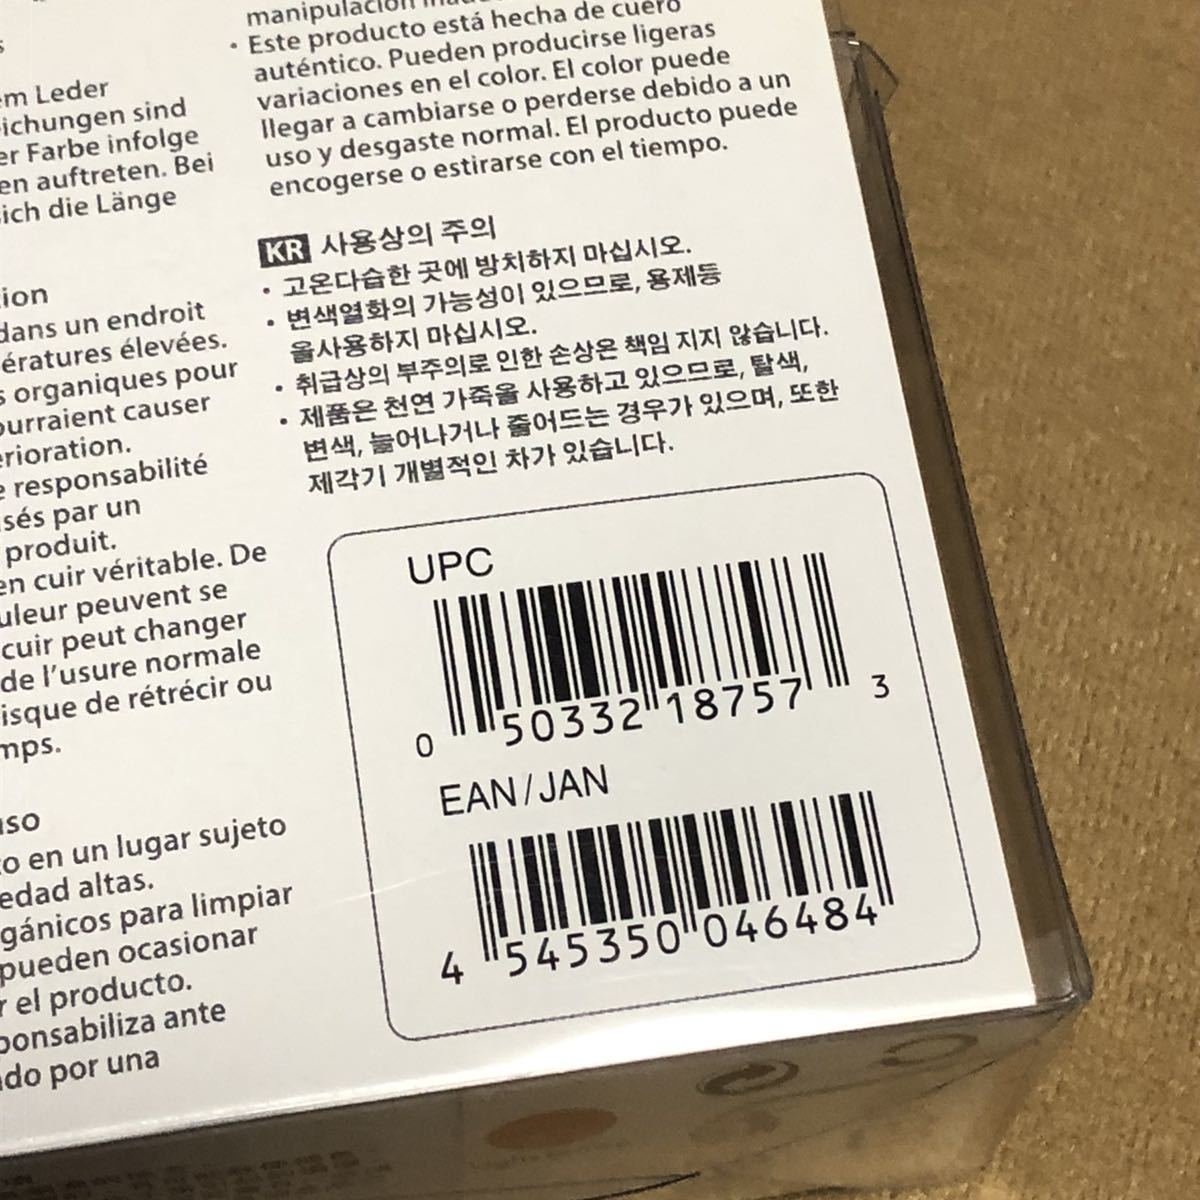 em Leder
ichungen sind
er Farbe infolge
en auftreten. Bei
sich die Länge
tion
dans un endroit
ératures élevées.
s organiques pour
ourraient causer
érioration.
e responsabilité
sés par un
produit.
en cuir véritable. De
uleur peuvent se
cuir peut changer
de l'usure normale
isque de rétrécir ou
mps.
uso
to en un lugar sujeto
edad altas.
gánicos para limpiar
pueden ocasionar
r el producto.
ponsabiliza ante
ado por una
manipulación
• Este producto está hecha de cuero
auténtico. Pueden producirse ligeras
variaciones en el color. El color puede
llegar a cambiarse o perderse debido a un
uso y desgaste normal. El producto puede
encogerse o estirarse con el tiempo.
KR 사용상의 주의
• 고온다습한 곳에 방치하지 마십시오.
• 변색열화의 가능성이 있으므로, 용제등
을사용하지 마십시오.
• 취급상의 부주의로 인한 손상은 책임 지지 않습니다.
• 제품은 천연 가죽을 사용하고 있으므로, 탈색,
변색, 늘어나거나 줄어드는 경우가 있으며, 또한
제각기 개별적인 차가 있습니다.
UPC
0 50332 18757 3
EAN/JAN
4 545350 046484